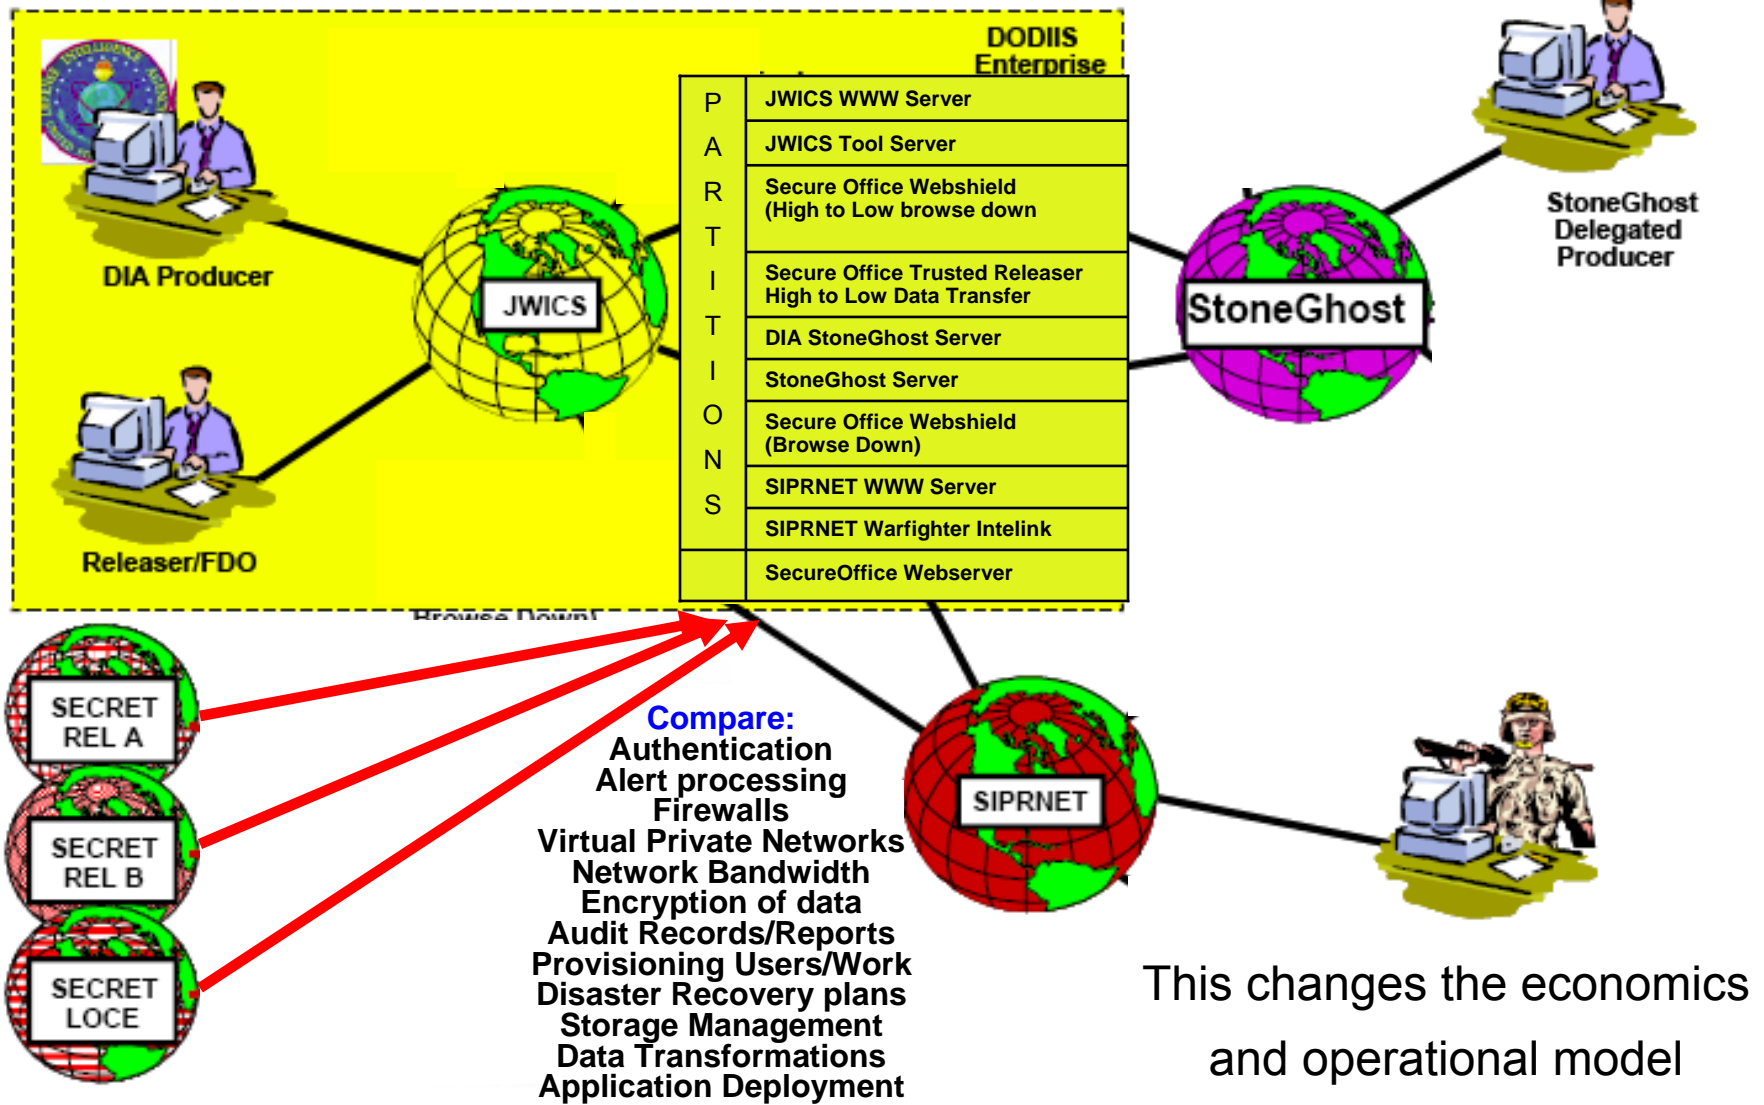 DODIIS
Enterprise
P
A
R
T
I
T
I
O
N
S
JWICS WWW Server
JWICS Tool Server
Secure Office Webshield
(High to Low browse down
Secure Office Trusted Releaser
High to Low Data Transfer
DIA StoneGhost Server
StoneGhost Server
Secure Office Webshield
(Browse Down)
SIPRNET WWW Server
SIPRNET Warfighter Intelink
SecureOffice Webserver
DIA Producer
JWICS
Releaser/FDO
StoneGhost
StoneGhost
Delegated
Producer
Browse Down)
SECRET
REL A
SECRET
REL B
SECRET
LOCE
Compare:
Authentication
Alert processing
Firewalls
Virtual Private Networks
Network Bandwidth
Encryption of data
Audit Records/Reports
Provisioning Users/Work
Disaster Recovery plans
Storage Management
Data Transformations
Application Deployment
SIPRNET
This changes the economics
and operational model